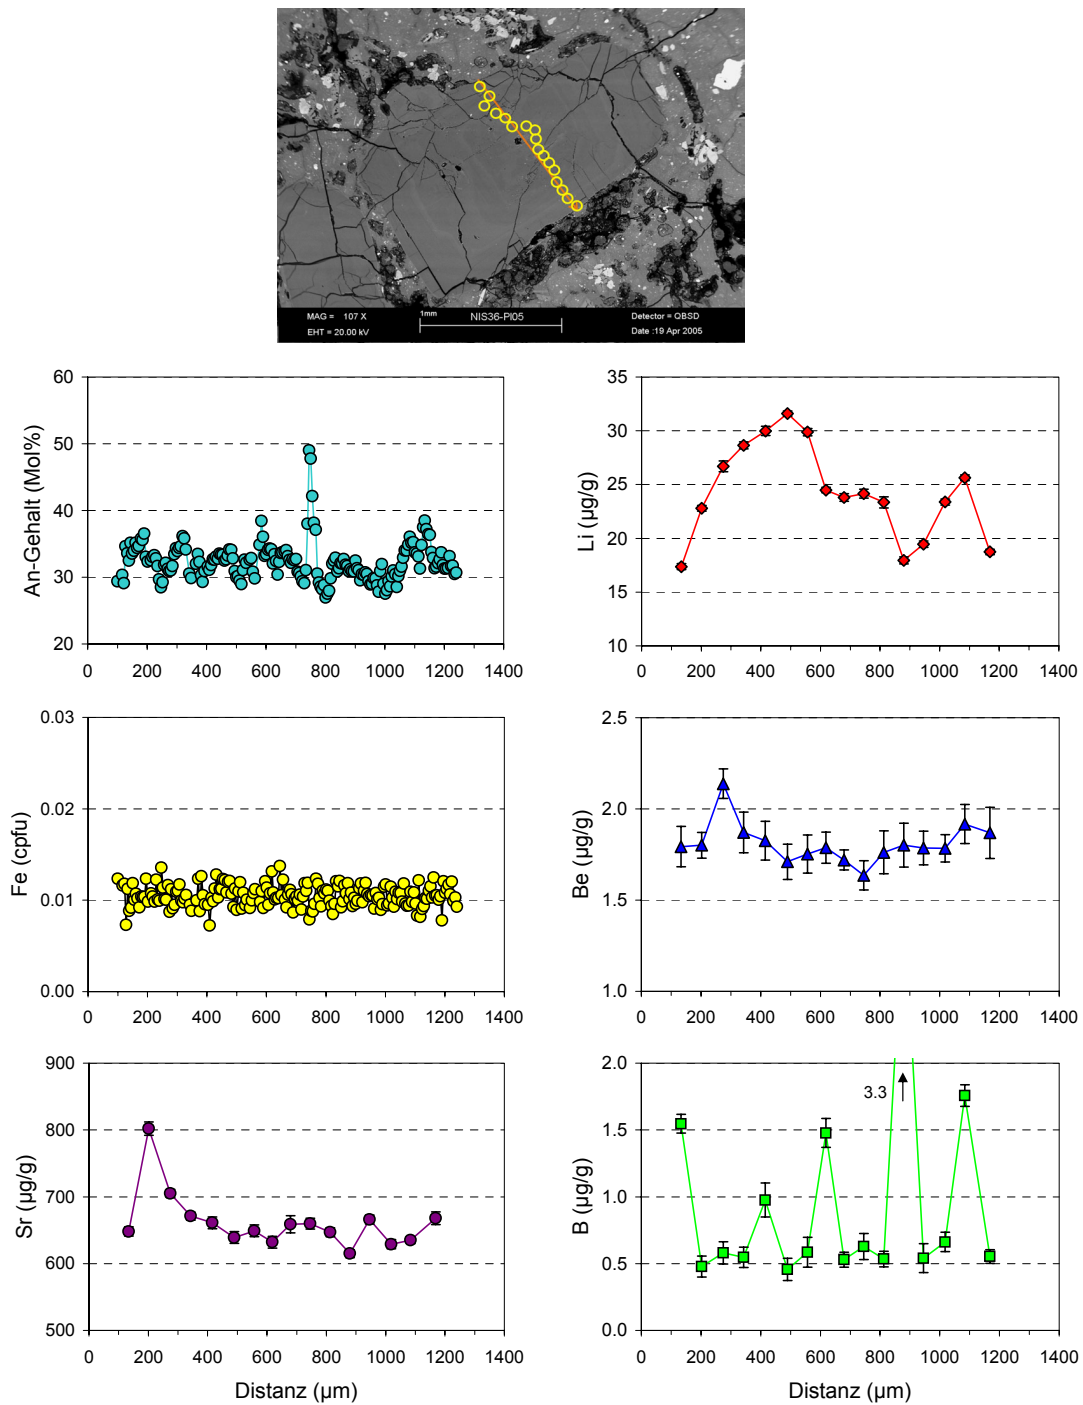 MAG = 107 X
1mm
NIS36-Pl05
Detector = QBSD
EHT = 20.00 kV
Date :19 Apr 2005
An-Gehalt (Mol%)
60
50
40
30
20
0 200 400 600 800 1000 1200 1400
Li (µg/g)
35
30
25
20
15
10
0 200 400 600 800 1000 1200 1400
Fe (cpfu)
0.03
0.02
0.01
0.00
0 200 400 600 800 1000 1200 1400
Be (µg/g)
2.5
2.0
1.5
1.0
0 200 400 600 800 1000 1200 1400
Sr (µg/g)
900
800
700
600
500
0 200 400 600 800 1000 1200 1400
Distanz (µm)
B (µg/g)
2.0
1.5
1.0
0.5
0.0
3.3
0 200 400 600 800 1000 1200 1400
Distanz (µm)